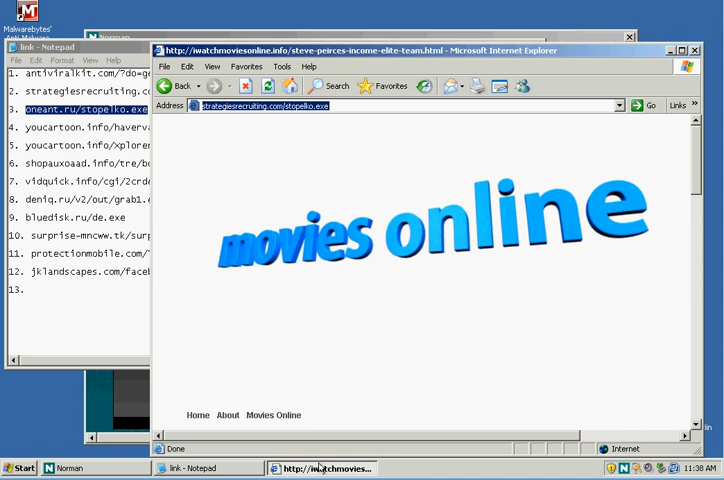 Malwarebytes'
Anti-Malware
Norman
link - Notepad
File Edit Format View Help
1. antiviralkit.com/?do=ge
2. strategiesrecruiting.co
3. oneant.ru/stopelko.exe
4. youcartoon.info/haverva
5. youcartoon.info/xplorer
6. shopauxoaad.info/tre/bo
7. vidquick.info/cgi/2crde
8. deniq.ru/v2/out/grab1.e
9. bluedisk.ru/de.exe
10. surprise-mncww.tk/surp
11. protectionmobile.com/
12. jklandscapes.com/faceb
13.
http://iwatchmoviesonline.info/steve-peirces-income-elite-team.html - Microsoft Internet Explorer
File Edit View Favorites Tools Help
Back Search Favorites
Address strategiesrecruiting.com/stopelko.exe Go Links »
movies online
Home About Movies Online
Done Internet
Start Norman link - Notepad http://iwatchmovies... 11:38 AM